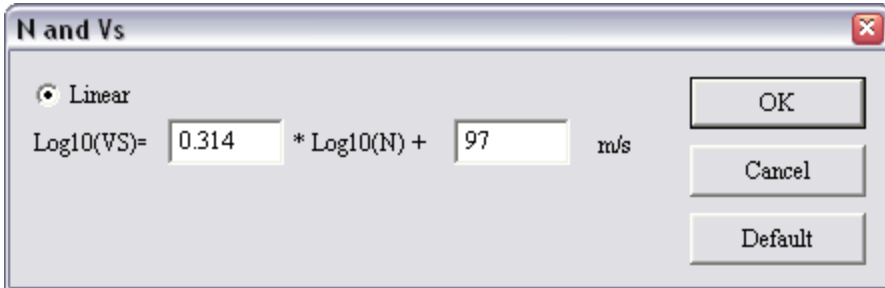 N and Vs
Linear
Log10(VS)= 0.314 * Log10(N) + 97 m/s
OK
Cancel
Default